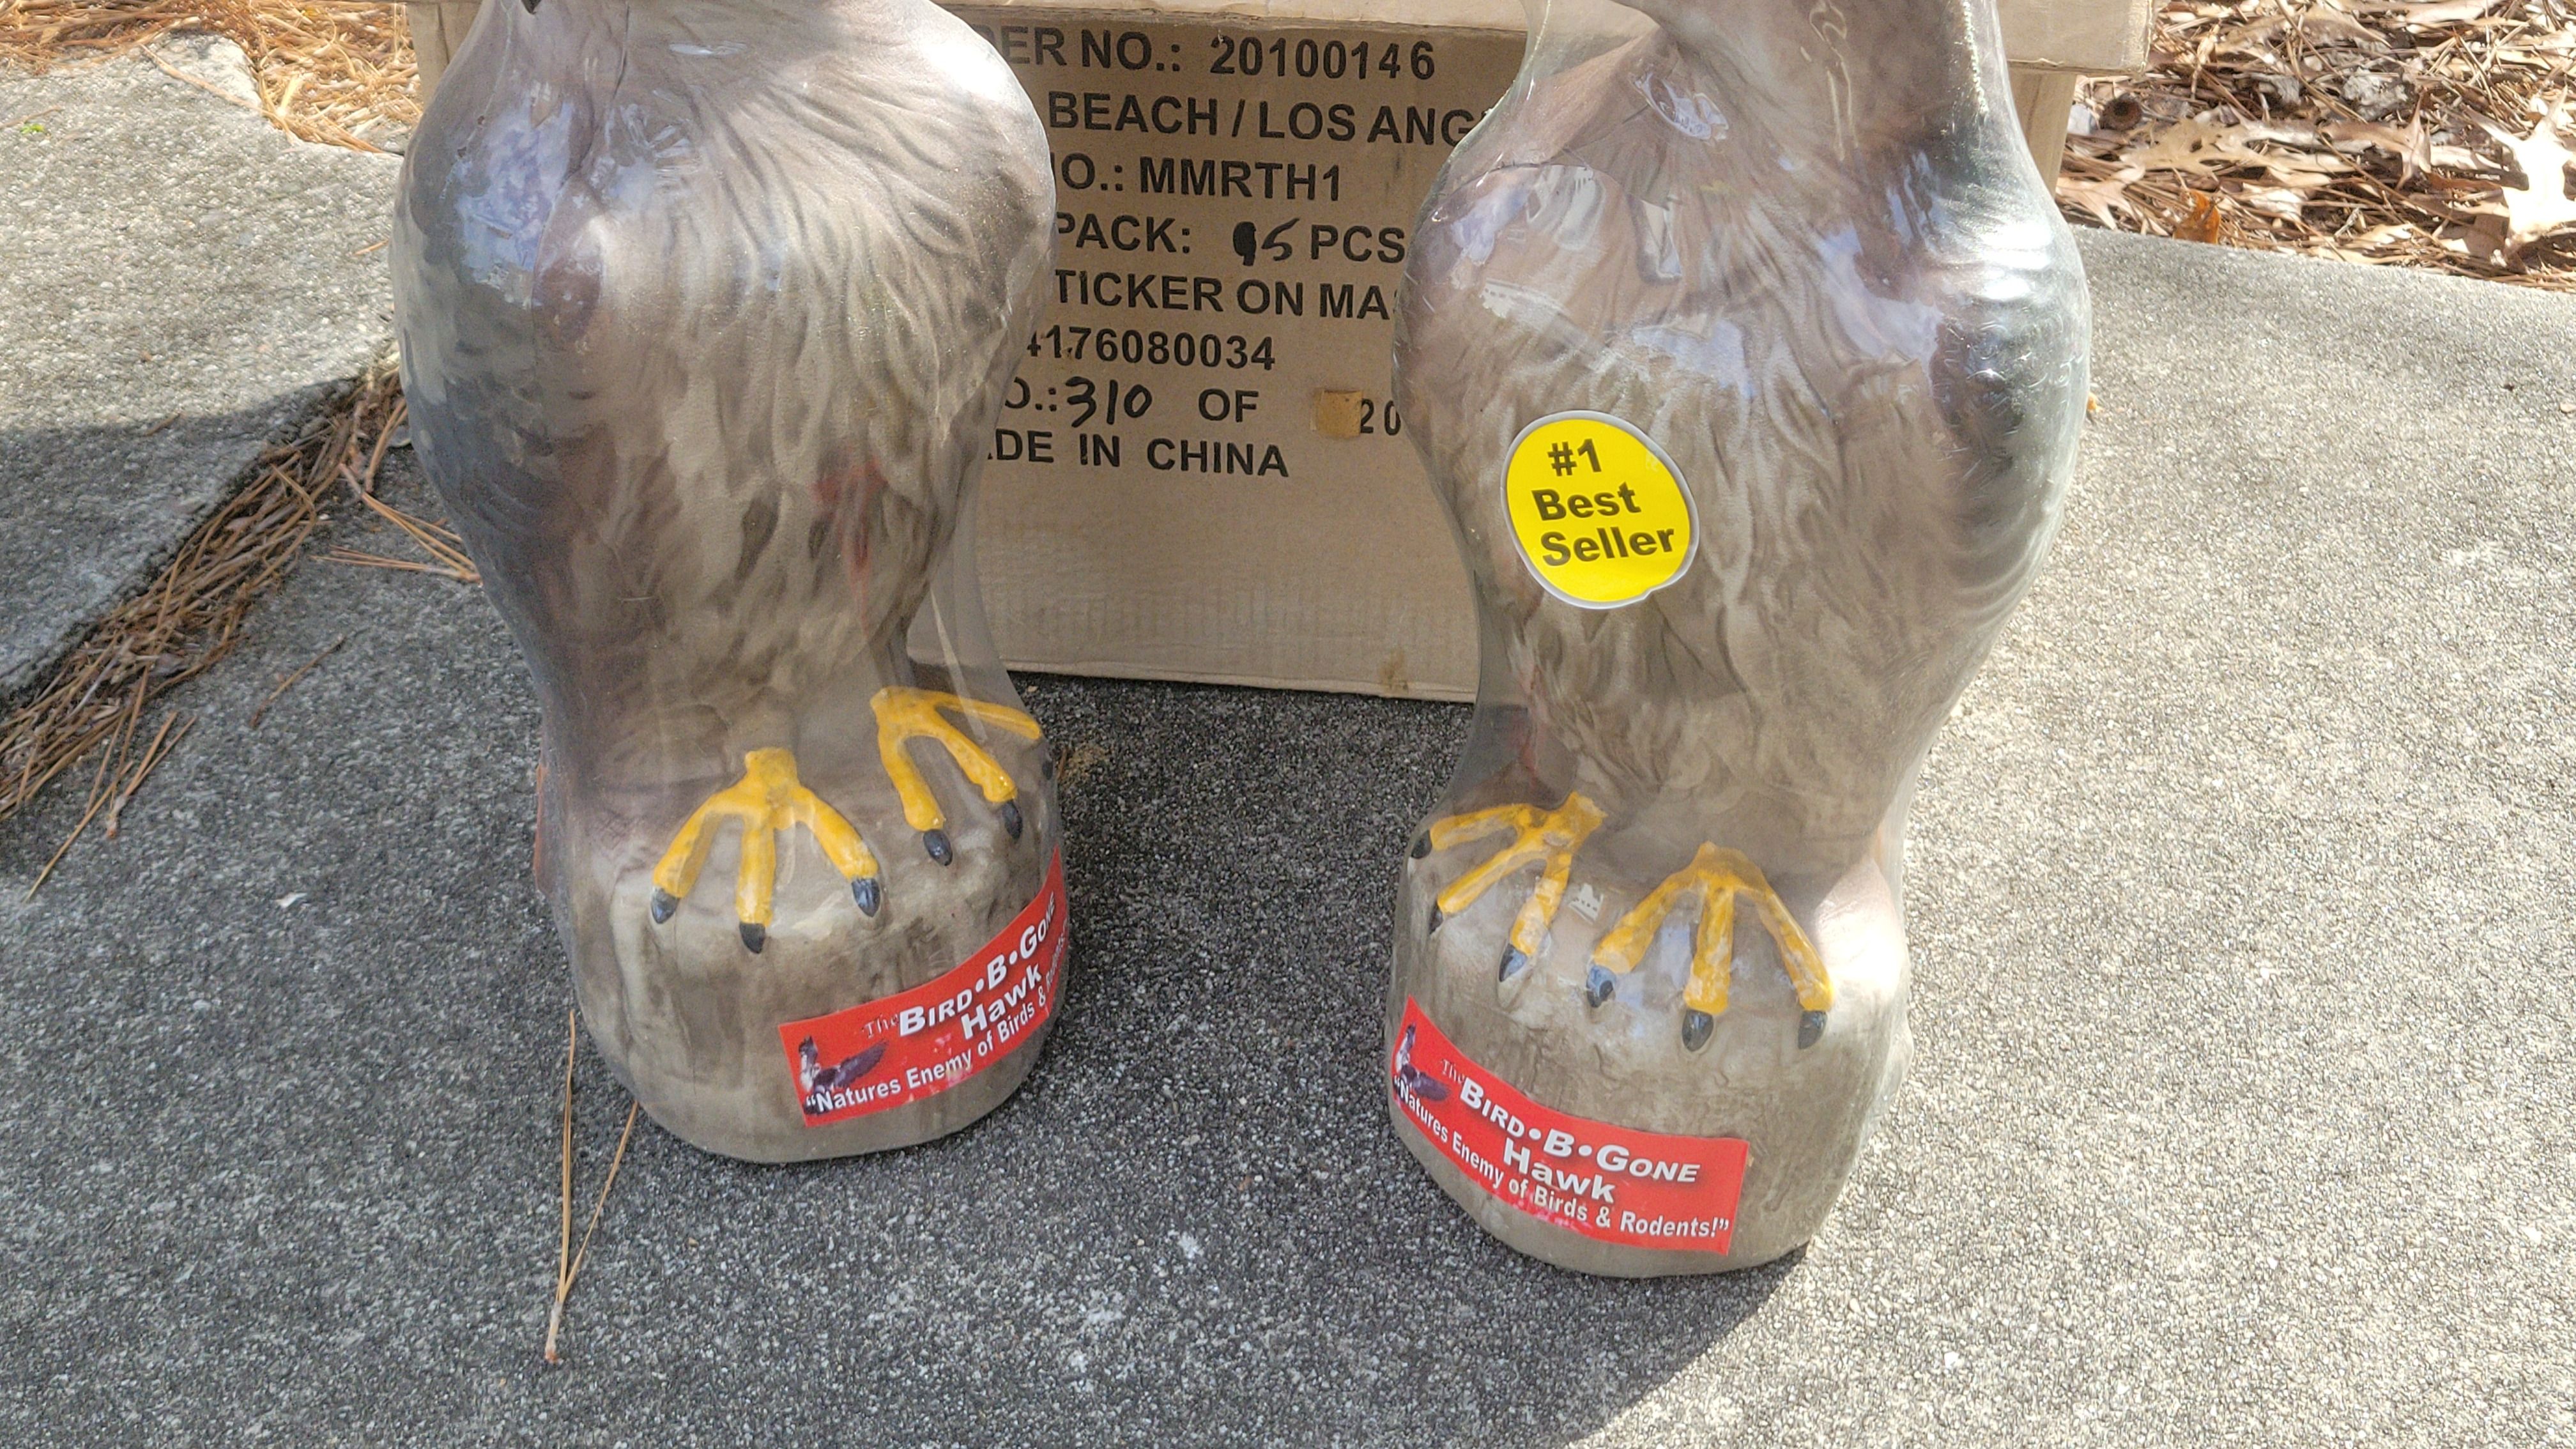 ER NO.: 20100146
BEACH / LOS ANG
O.: MMRTH1
PACK: 5 PCS
TICKER ON MA
4176080034
O.: 310 OF 20
DE IN CHINA
#1
Best
Seller
The BIRD•B•GONE
Hawk
"Natures Enemy of Birds &
The BIRD•B•GONE
Hawk
"Natures Enemy of Birds & Rodents!"